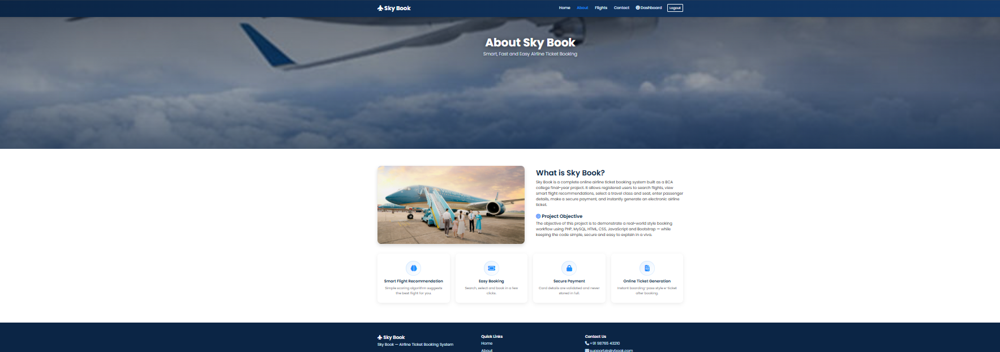 Sky Book
Home About Flights Contact Dashboard Logout
About Sky Book
Smart, Fast and Easy Airline Ticket Booking
What is Sky Book?
Sky Book is a complete online airline ticket booking system built as a BCA
college final-year project. It allows registered users to search flights, view
smart flight recommendations, select a travel class and seat, enter passenger
details, make a secure payment, and instantly generate an electronic airline
ticket.
Project Objective
The objective of this project is to demonstrate a real-world style booking
workflow using PHP, MySQL, HTML, CSS, JavaScript and Bootstrap — while
keeping the code simple, secure and easy to explain in a viva.
Smart Flight Recommendation
Simple scoring algorithm suggests
the best flight for you.
Easy Booking
Search, select and book in a few
clicks.
Secure Payment
Card details are validated and never
stored in full.
Online Ticket Generation
Instant boarding-pass style e-ticket
after booking.
Sky Book
Sky Book — Airline Ticket Booking System
Quick Links
Home
About
Contact Us
+91 98765 43210
support@skybook.com